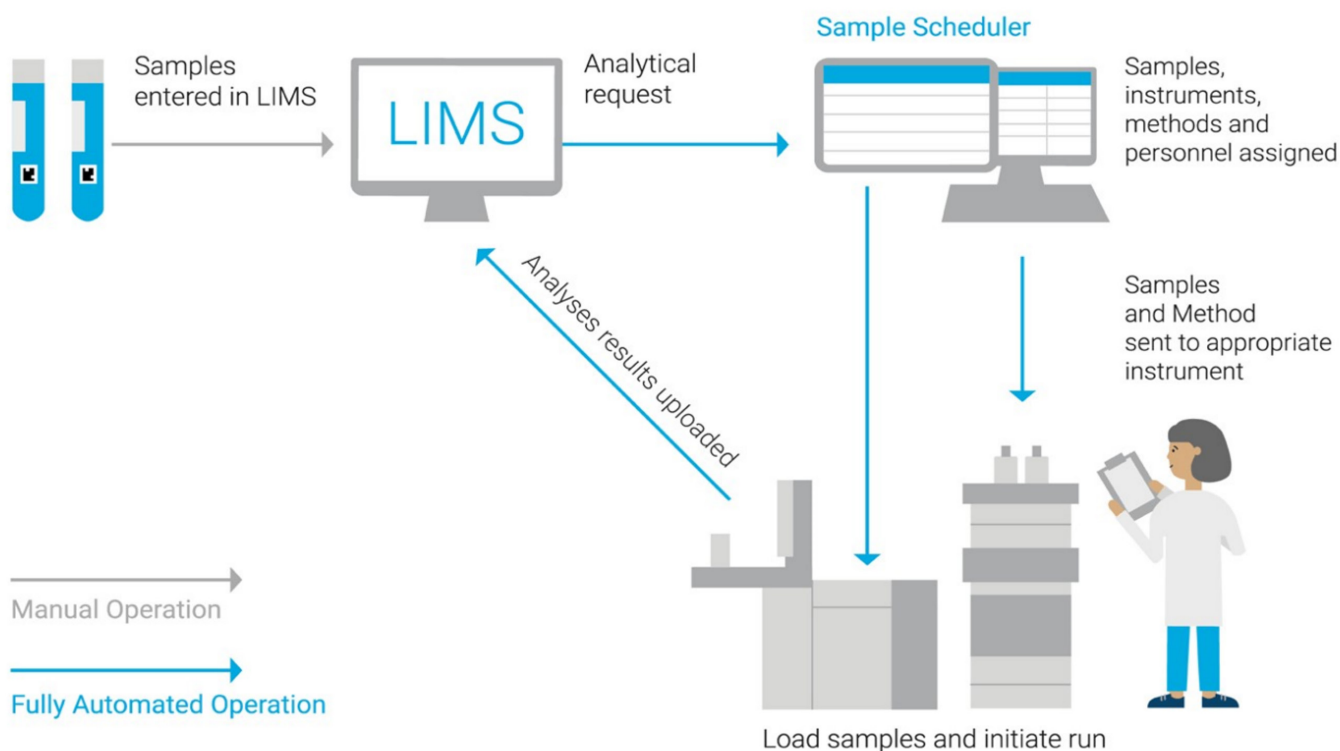 Sample Scheduler
Samples
entered in LIMS
LIMS
Analytical
request
Samples,
instruments,
methods and
personnel assigned
Analyses results uploaded
Samples
and Method
sent to appropriate
instrument
Manual Operation
Fully Automated Operation
Load samples and initiate run